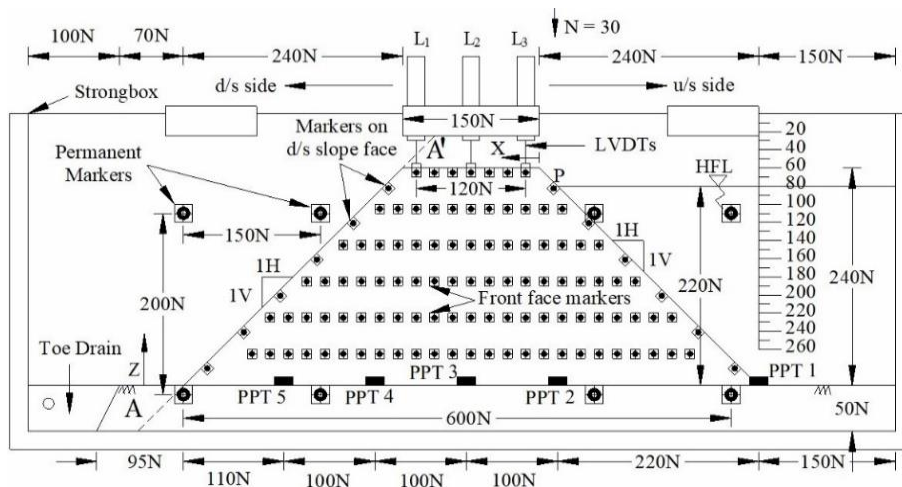 100N 70N 240N L1 L2 L3 N = 30 240N 150N
Strongbox d/s side u/s side
150N
Markers on d/s slope face
A' X LVDTs
Permanent Markers
P HFL
120N
20
40
60
80
100
120
140
160
180
200
220
240
260
150N
1H
1V
1H
1V
200N
220N
240N
Front face markers
Toe Drain
Z
A
PPT 5 PPT 4 PPT 3 PPT 2 PPT 1
50N
600N
95N 110N 100N 100N 100N 220N 150N